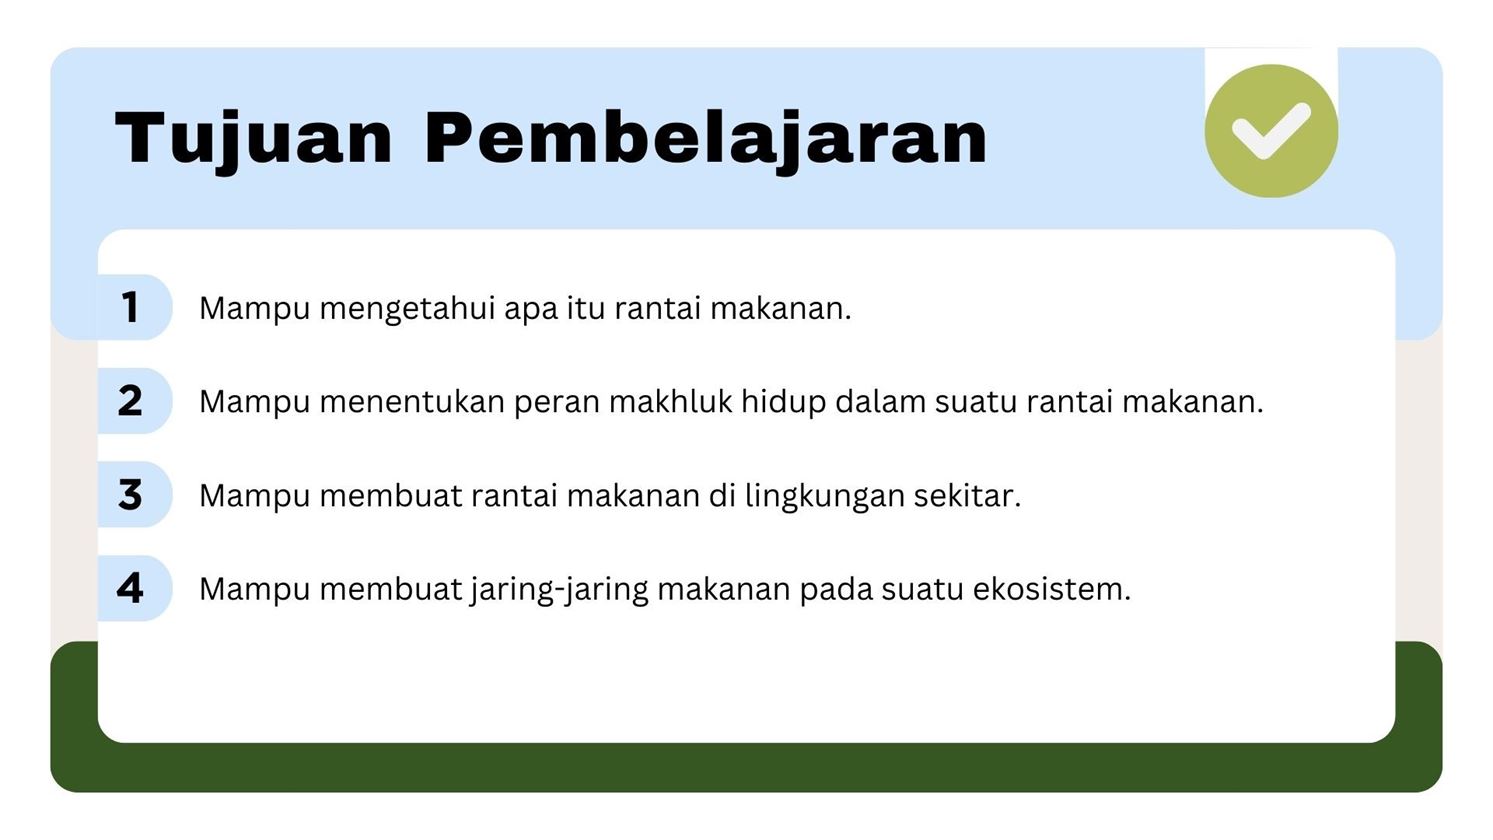 Tujuan Pembelajaran
1 Mampu mengetahui apa itu rantai makanan.
2 Mampu menentukan peran makhluk hidup dalam suatu rantai makanan.
3 Mampu membuat rantai makanan di lingkungan sekitar.
4 Mampu membuat jaring-jaring makanan pada suatu ekosistem.